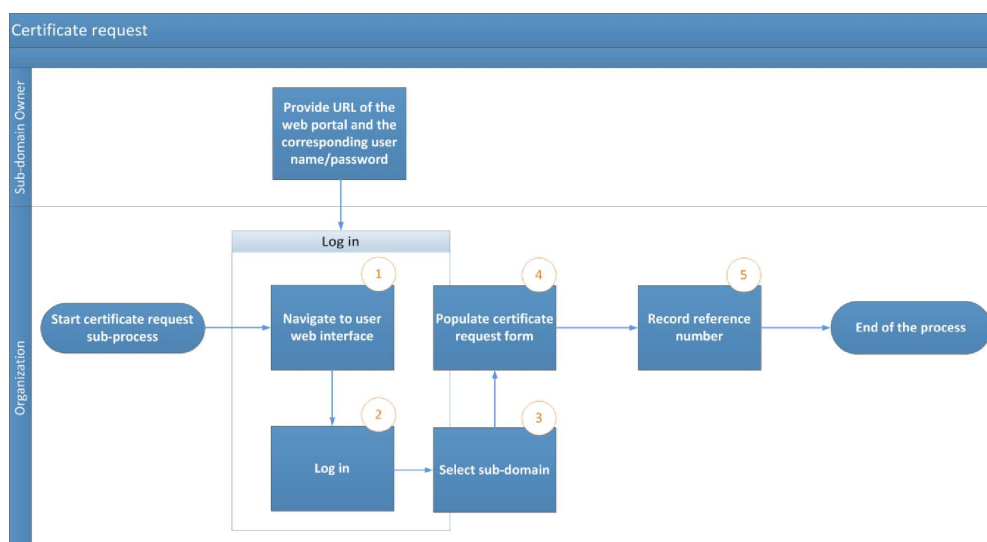 Certificate request
Sub-domain Owner
Provide URL of the
web portal and the
corresponding user
name/password
Organization
Log in
Start certificate request
sub-process
1
Navigate to user
web interface
2
Log in
3
Select sub-domain
4
Populate certificate
request form
5
Record reference
number
End of the process